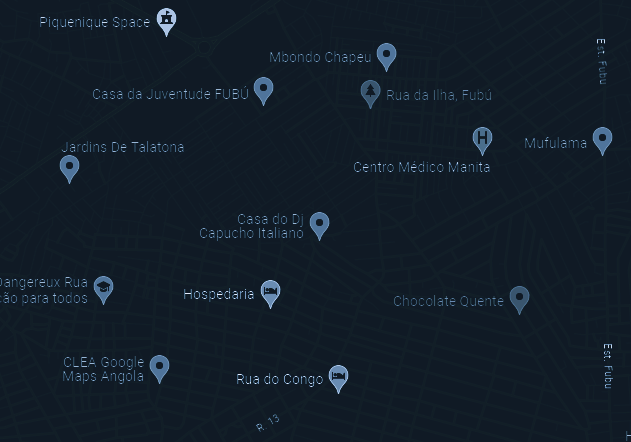 Piquenique Space
Mbondo Chapeu
Est. Fubu
Casa da Juventude FUBÚ
Rua da Ilha, Fubú
Jardins De Talatona
Mufulama
Centro Médico Manita
Casa do Dj
Capucho Italiano
Dangereux Rua
ção para todos
Hospedaria
Chocolate Quente
CLEA Google
Maps Angola
Rua do Congo
Est. Fubu
R. 13